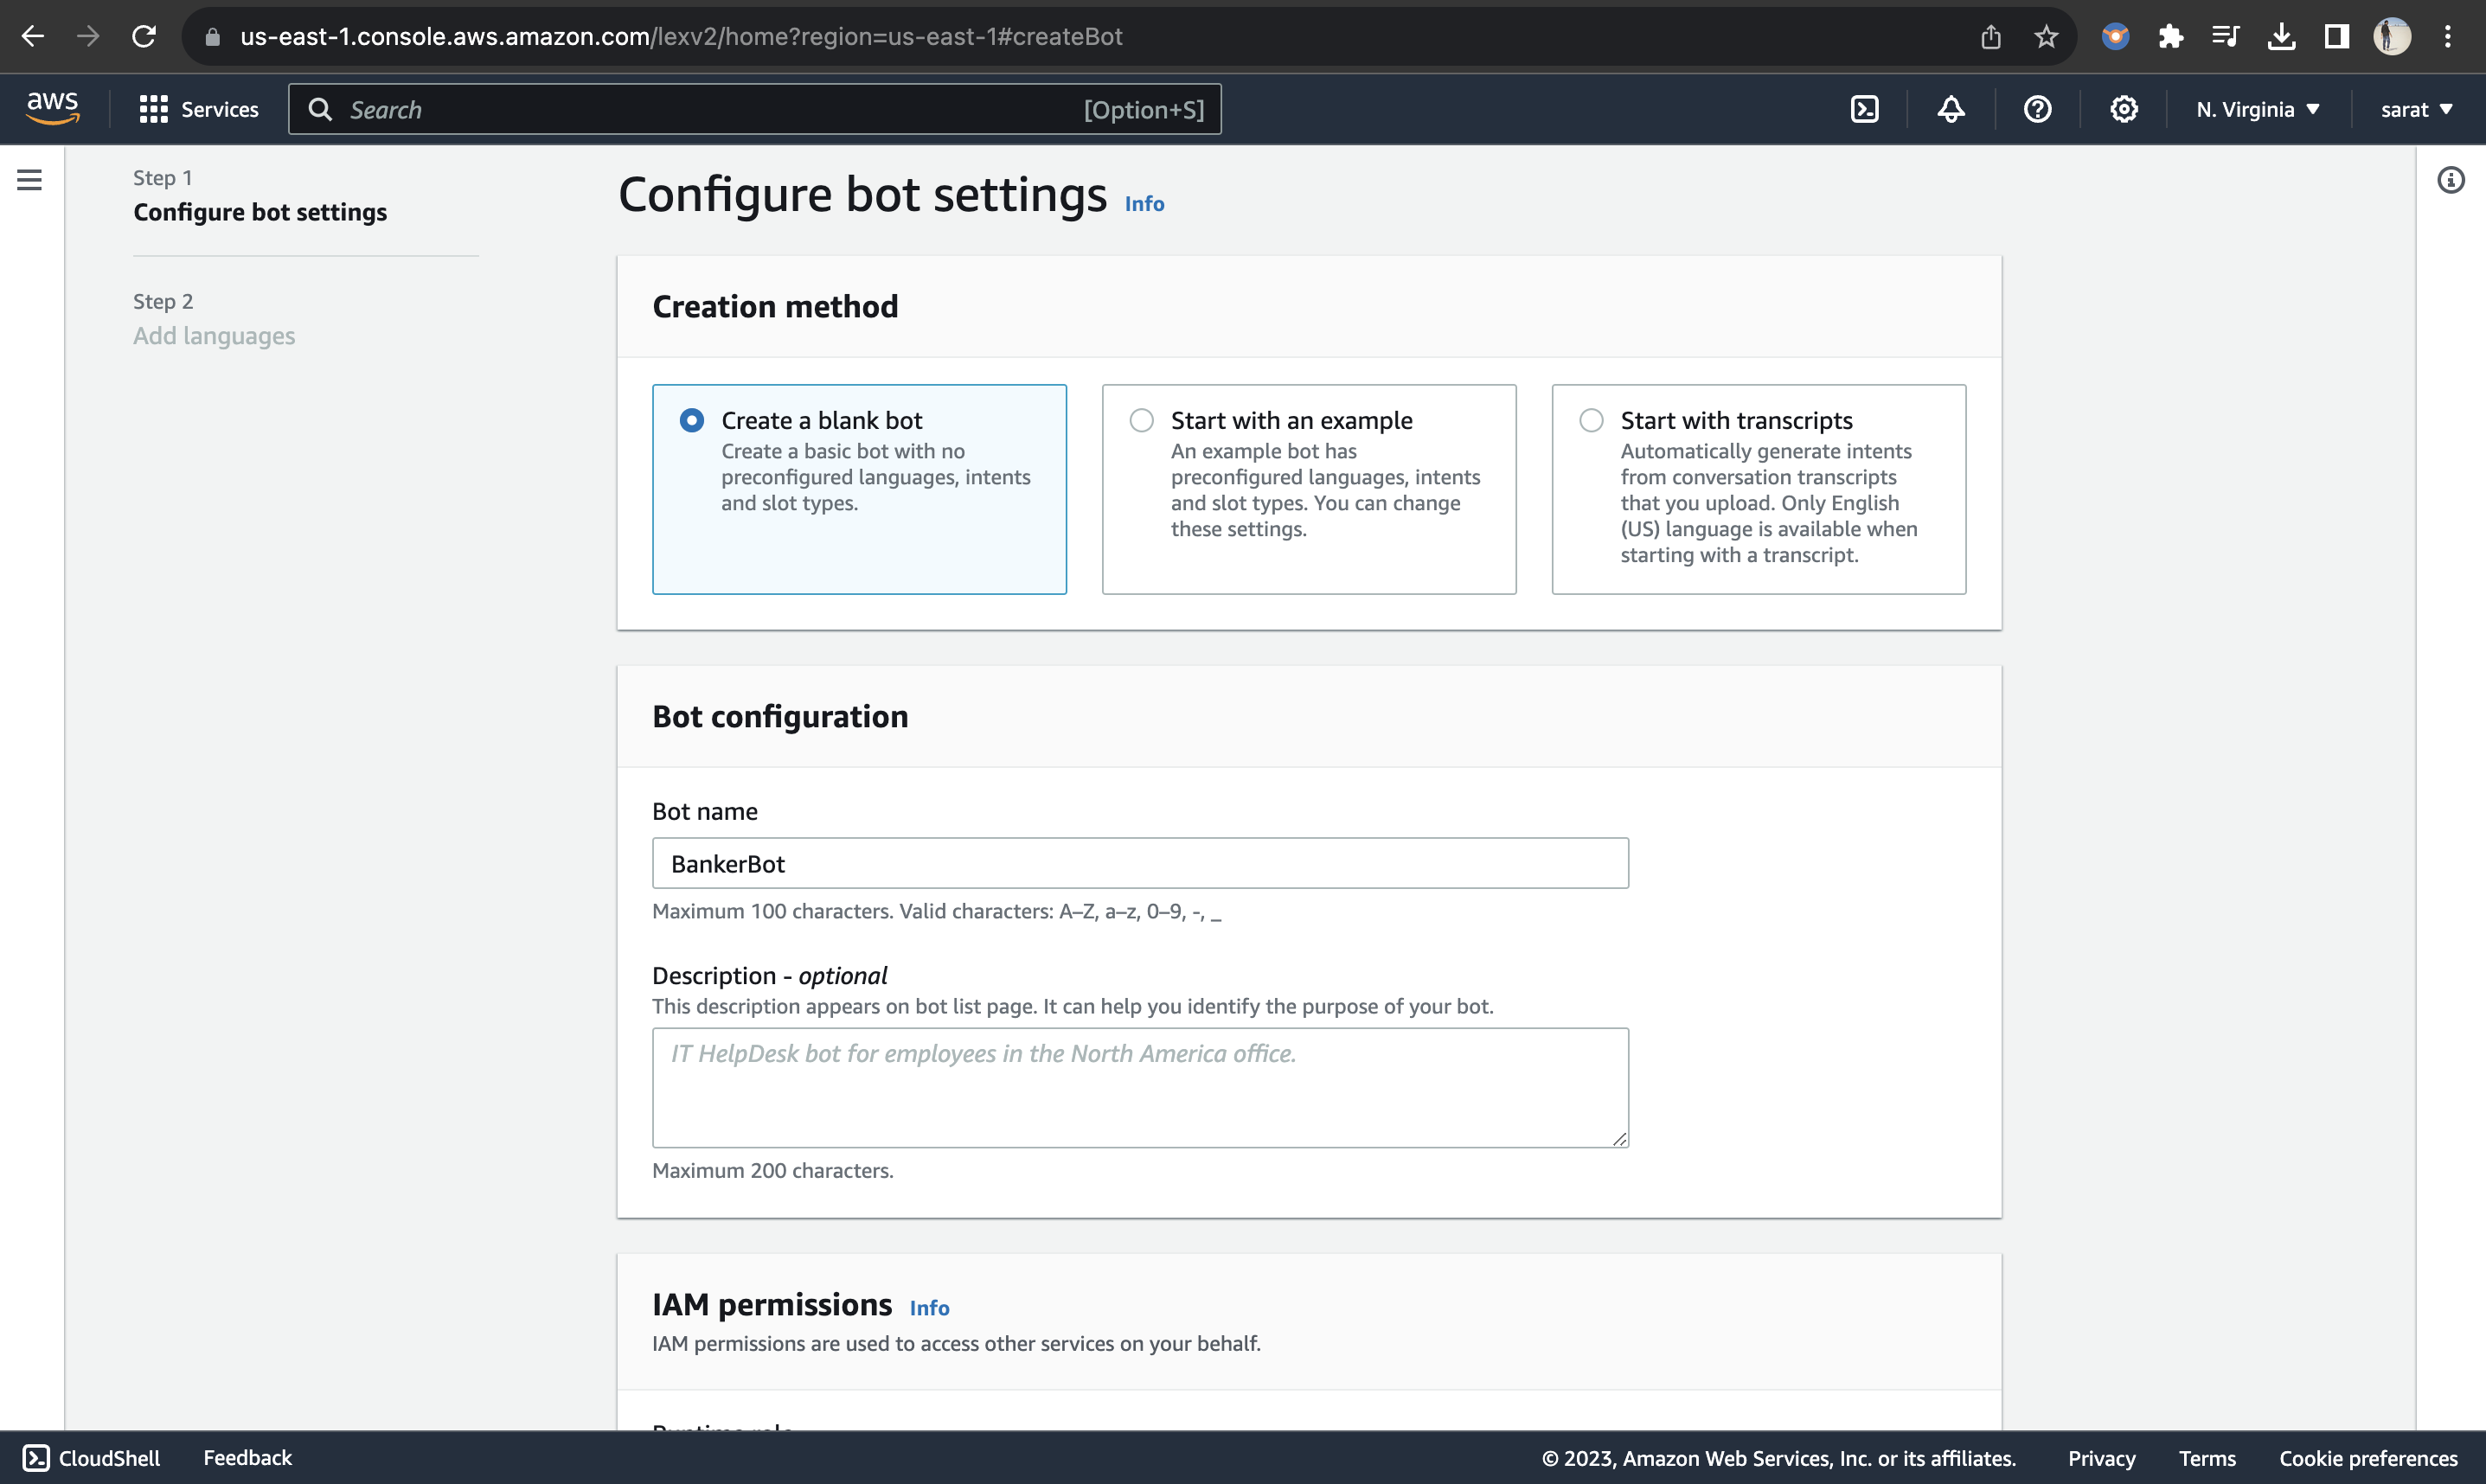 us-east-1.console.aws.amazon.com/lexv2/home?region=us-east-1#createBot
aws
Services
Search
[Option+S]
N. Virginia
sarat
Step 1
Configure bot settings
Step 2
Add languages
Configure bot settings Info
Creation method
Create a blank bot
Create a basic bot with no
preconfigured languages, intents
and slot types.
Start with an example
An example bot has
preconfigured languages, intents
and slot types. You can change
these settings.
Start with transcripts
Automatically generate intents
from conversation transcripts
that you upload. Only English
(US) language is available when
starting with a transcript.
Bot configuration
Bot name
BankerBot
Maximum 100 characters. Valid characters: A–Z, a–z, 0–9, -, _
Description - optional
This description appears on bot list page. It can help you identify the purpose of your bot.
IT HelpDesk bot for employees in the North America office.
Maximum 200 characters.
IAM permissions Info
IAM permissions are used to access other services on your behalf.
Runtime role
CloudShell
Feedback
© 2023, Amazon Web Services, Inc. or its affiliates.
Privacy
Terms
Cookie preferences